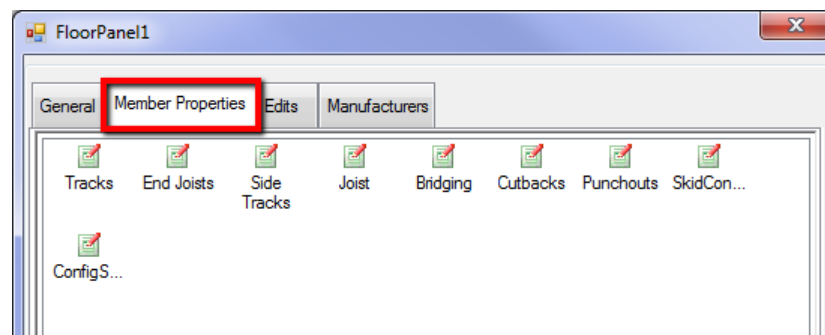 FloorPanel1
General Member Properties Edits Manufacturers
Tracks End Joists Side Tracks Joist Bridging Cutbacks Punchouts SkidCon...
ConfigS...